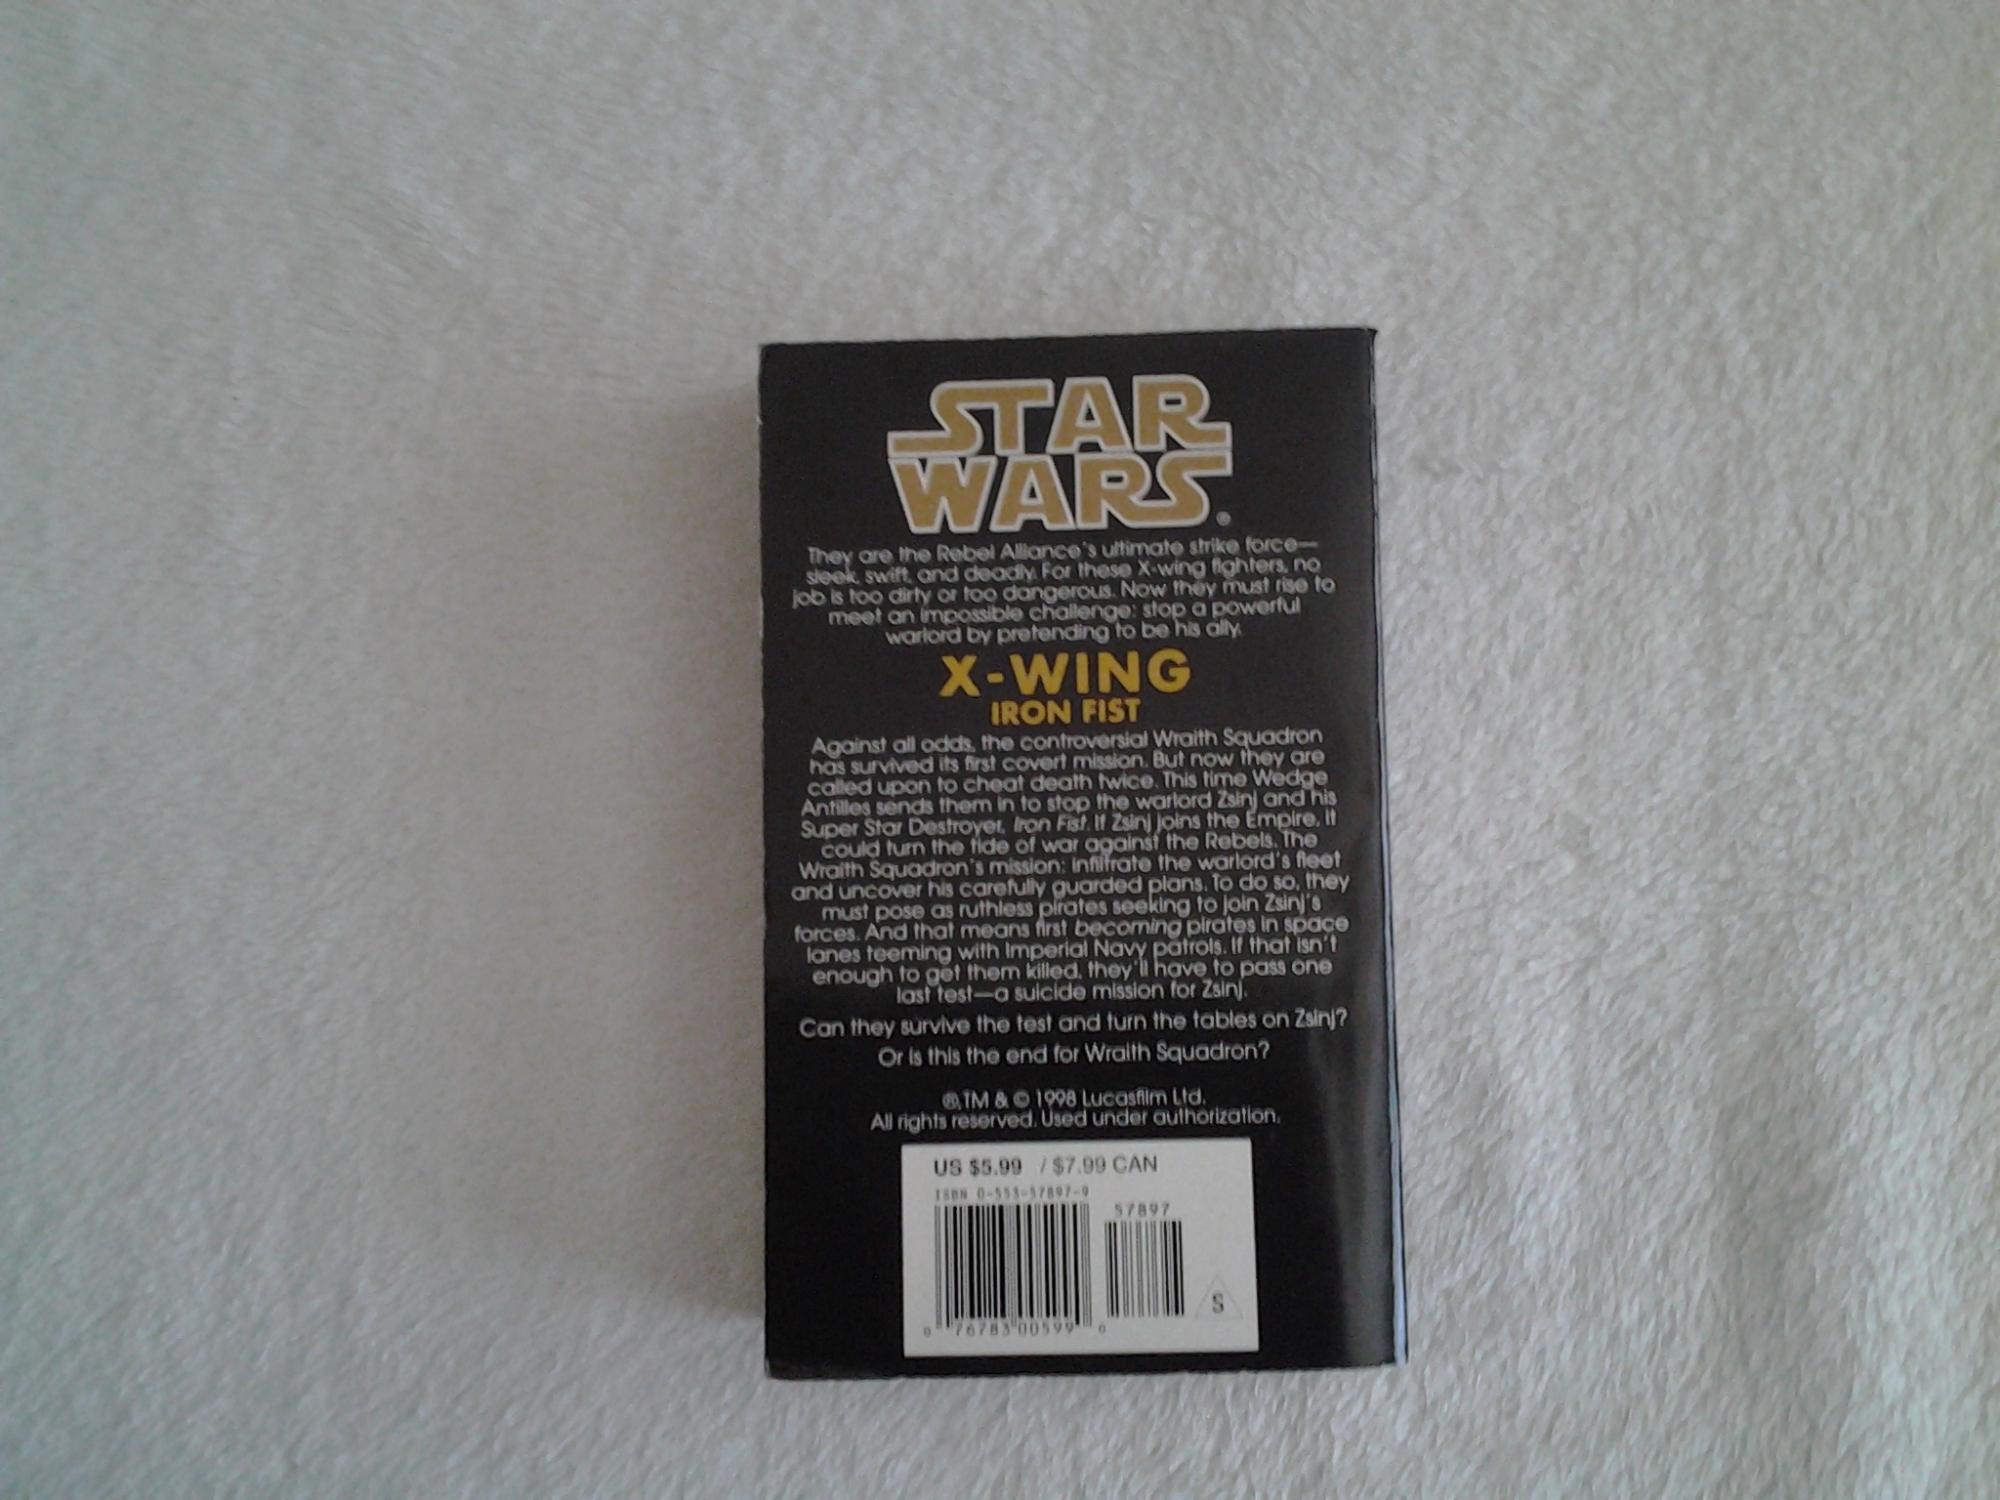 STAR
WARS®
They are the Rebel Alliance's ultimate strike force—
sleek, swift, and deadly. For these X-wing fighters, no
job is too dirty or too dangerous. Now they must rise to
meet an impossible challenge: stop a powerful
warlord by pretending to be his ally.
X-WING
IRON FIST
Against all odds, the controversial Wraith Squadron
has survived its first covert mission. But now they are
called upon to cheat death twice. This time Wedge
Antilles sends them in to stop the warlord Zsinj and his
Super Star Destroyer, Iron Fist. If Zsinj joins the Empire, it
could turn the tide of war against the Rebels. The
Wraith Squadron's mission: infiltrate the warlord's fleet
and uncover his carefully guarded plans. To do so, they
must pose as ruthless pirates seeking to join Zsinj's
forces. And that means first becoming pirates in space
lanes teeming with Imperial Navy patrols. If that isn't
enough to get them killed, they'll have to pass one
last test—a suicide mission for Zsinj.
Can they survive the test and turn the tables on Zsinj?
Or is this the end for Wraith Squadron?
®,TM & © 1998 Lucasfilm Ltd.
All rights reserved. Used under authorization.
US $5.99 / $7.99 CAN
ISBN 0-553-57897-9
57897
S
0 76783 00599 6